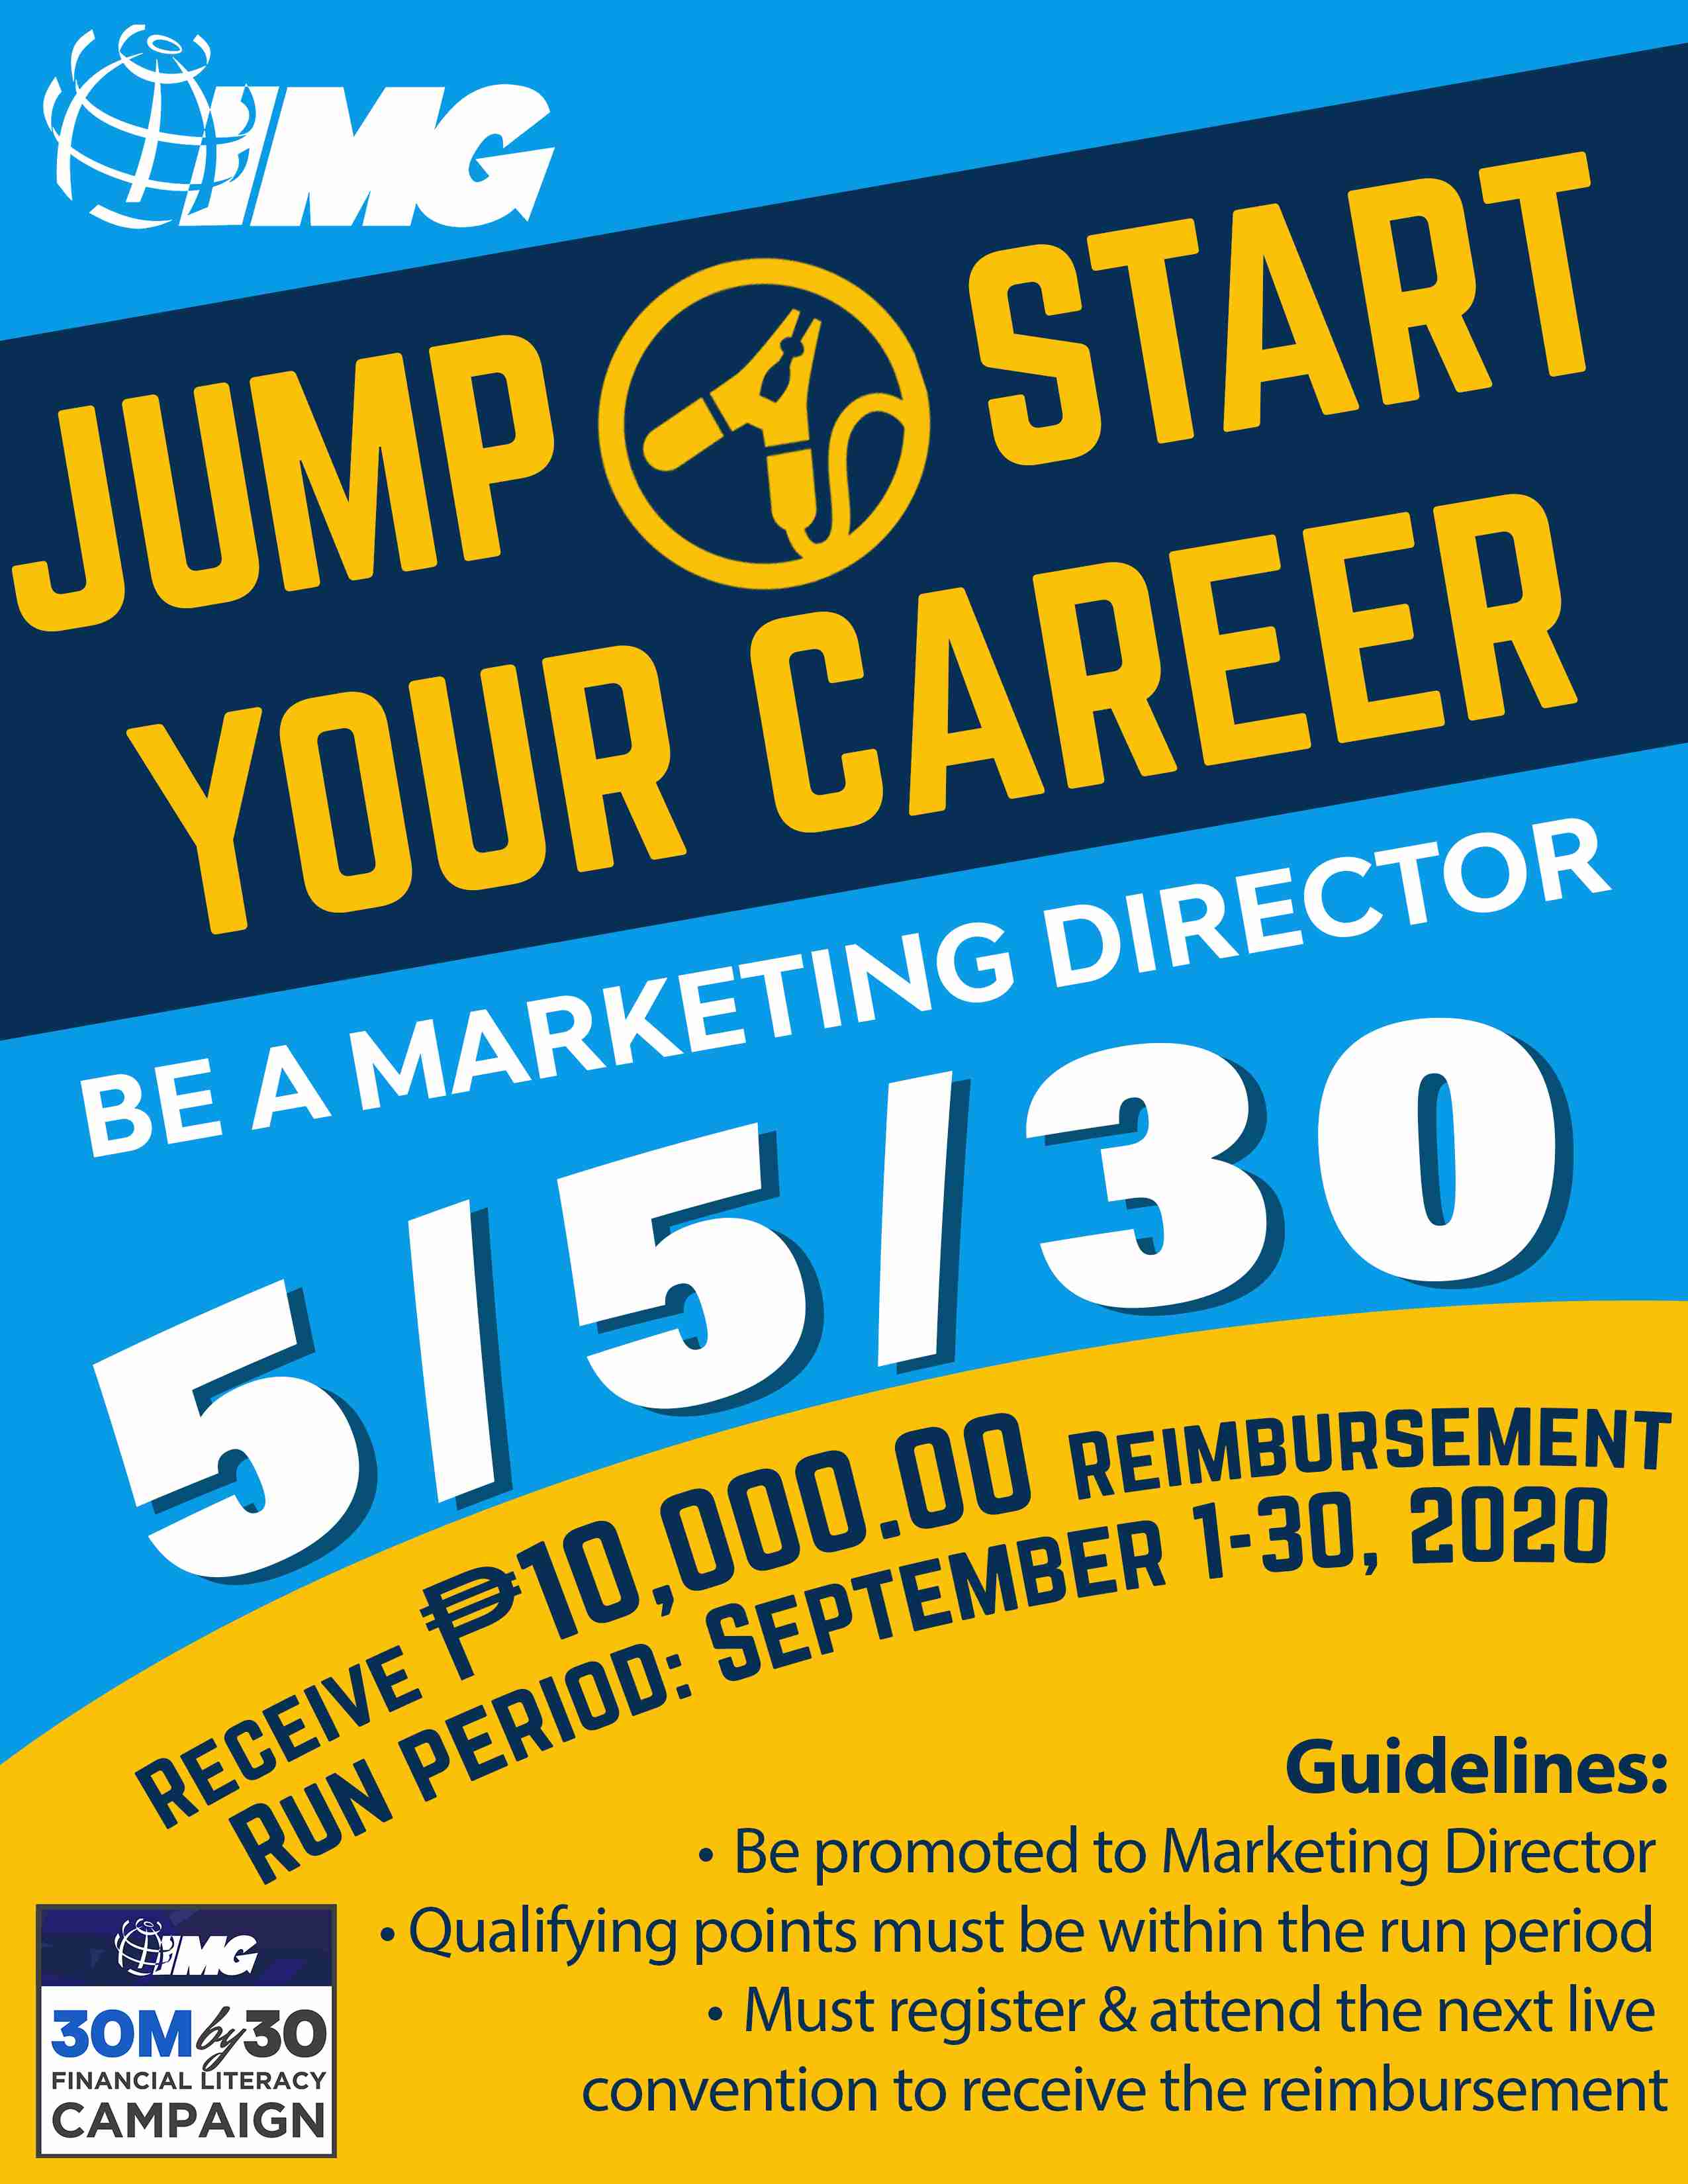 IMG
JUMP START
YOUR CAREER
BE A MARKETING DIRECTOR
5/5/30
RECEIVE ₱10,000.00 REIMBURSEMENT
RUN PERIOD: SEPTEMBER 1-30, 2020
Guidelines:
• Be promoted to Marketing Director
• Qualifying points must be within the run period
• Must register & attend the next live
convention to receive the reimbursement
IMG
30M by 30
FINANCIAL LITERACY
CAMPAIGN